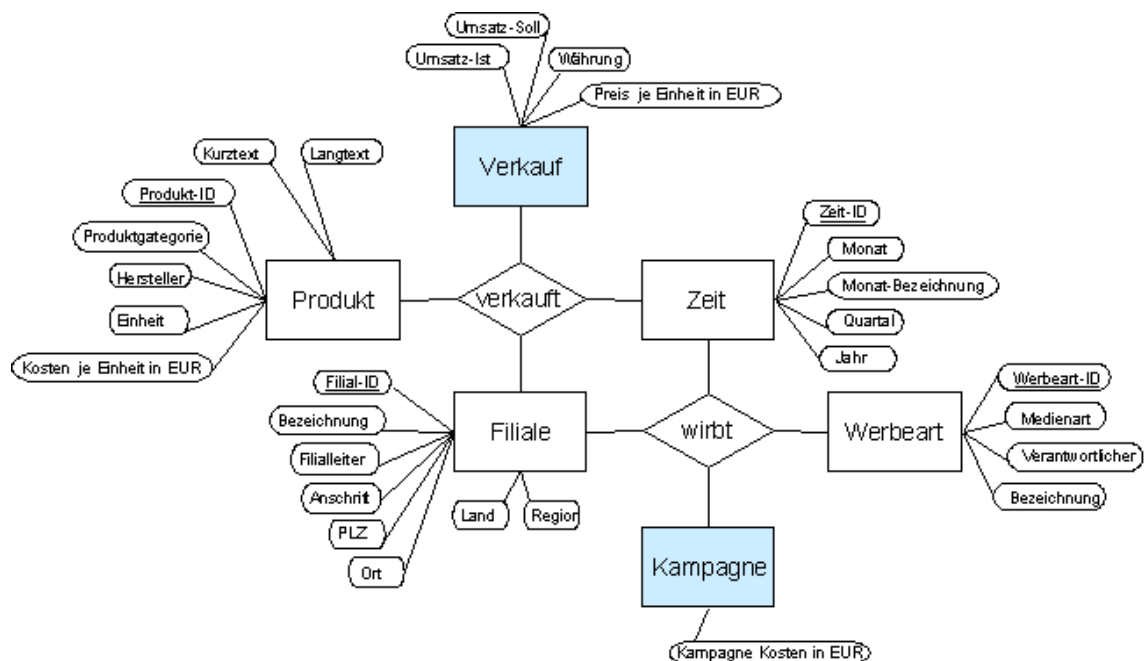 Umsatz-Soll
Umsatz-Ist
Währung
Preis je Einheit in EUR
Verkauf
Kurztext
Langtext
Produkt-ID
Produktgategorie
Hersteller
Einheit
Kosten je Einheit in EUR
Produkt
verkauft
Zeit
Zeit-ID
Monat
Monat-Bezeichnung
Quartal
Jahr
Filial-ID
Bezeichnung
Filialleiter
Anschrift
PLZ
Ort
Filiale
Land
Region
wirbt
Werbeart
Werbeart-ID
Medienart
Verantwortlicher
Bezeichnung
Kampagne
Kampagne Kosten in EUR